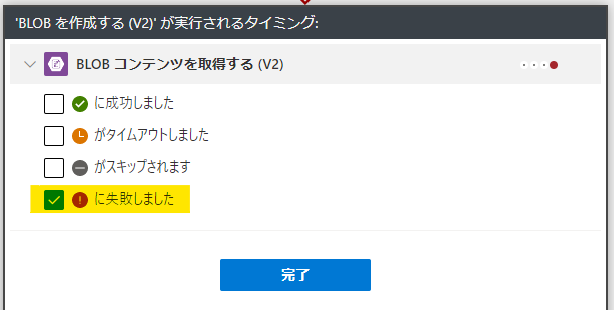 'BLOB を作成する (V2)' が実行されるタイミング:
BLOB コンテンツを取得する (V2)
に成功しました
がタイムアウトしました
がスキップされます
に失敗しました
完了